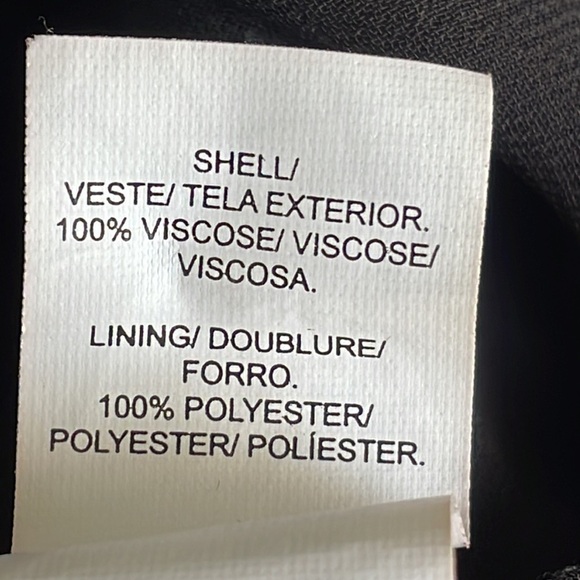 SHELL/
VESTE/ TELA EXTERIOR.
100% VISCOSE/ VISCOSE/
VISCOSA.
LINING/ DOUBLURE/
FORRO.
100% POLYESTER/
POLYESTER/ POLÍESTER.